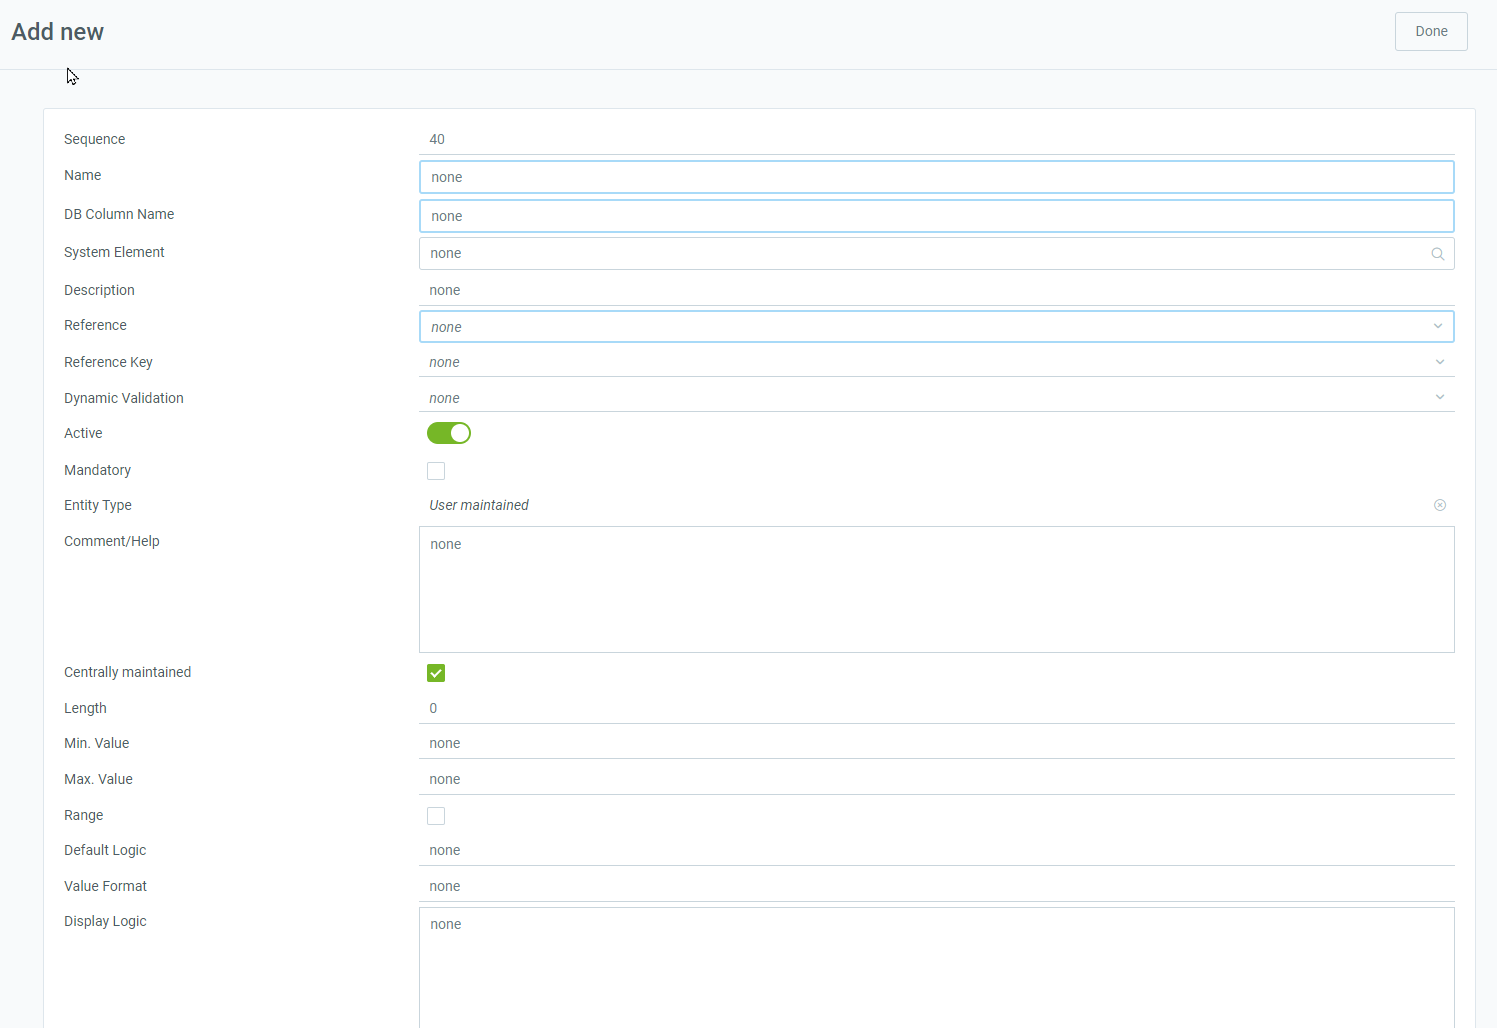 Add new
Done
Sequence 40
Name none
DB Column Name none
System Element none
Description none
Reference none
Reference Key none
Dynamic Validation none
Active
Mandatory
Entity Type User maintained
Comment/Help none
Centrally maintained
Length 0
Min. Value none
Max. Value none
Range
Default Logic none
Value Format none
Display Logic none